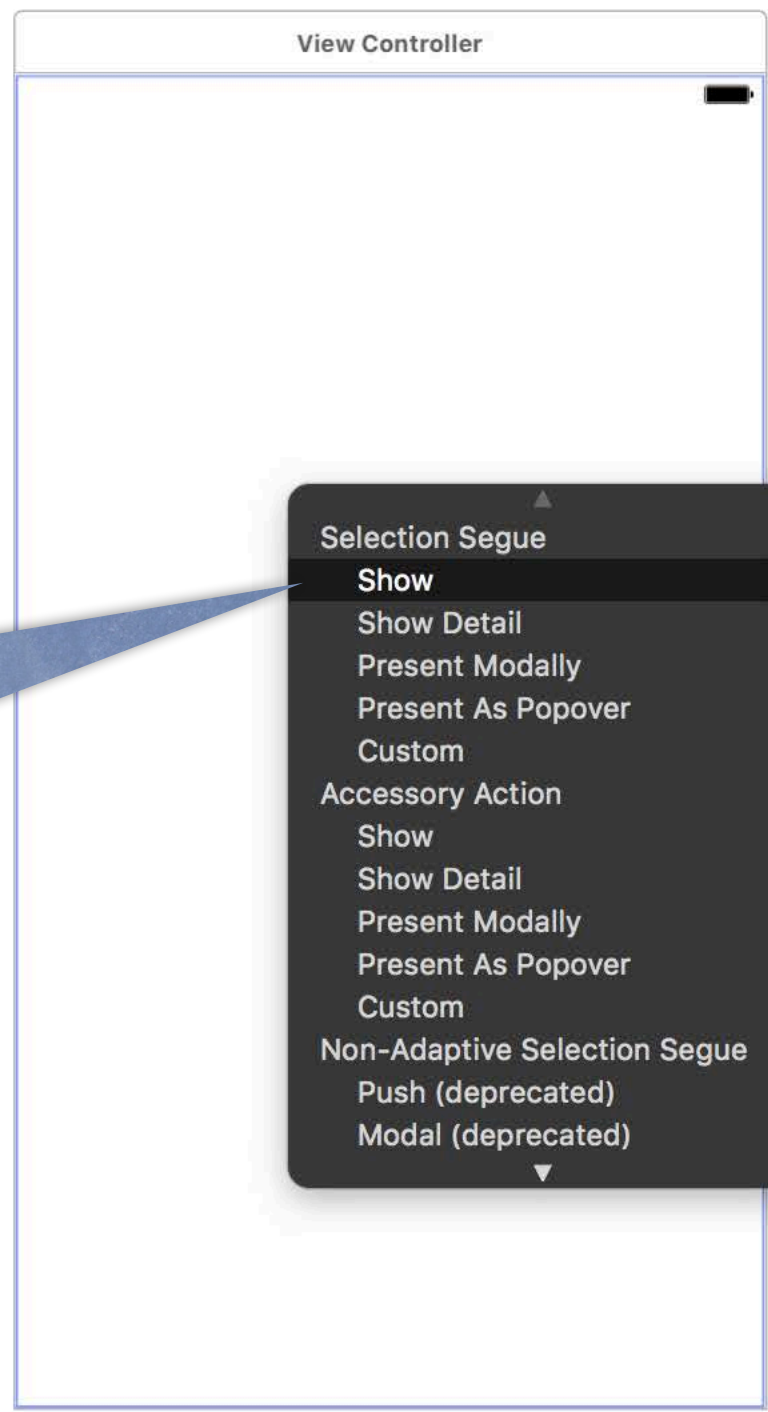 View Controller
Selection Segue
Show
Show Detail
Present Modally
Present As Popover
Custom
Accessory Action
Show
Show Detail
Present Modally
Present As Popover
Custom
Non-Adaptive Selection Segue
Push (deprecated)
Modal (deprecated)